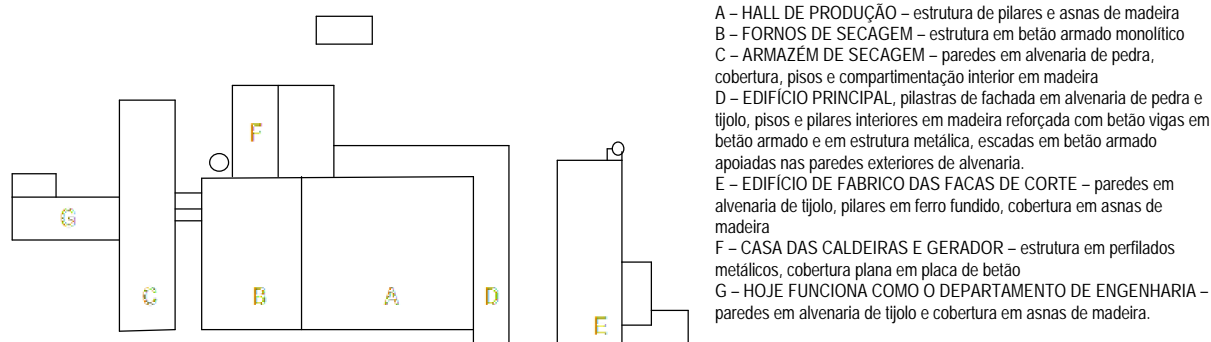 A – HALL DE PRODUÇÃO – estrutura de pilares e asnas de madeira
B – FORNOS DE SECAGEM – estrutura em betão armado monolítico
C – ARMAZÉM DE SECAGEM – paredes em alvenaria de pedra,
cobertura, pisos e compartimentação interior em madeira
D – EDIFÍCIO PRINCIPAL, pilastras de fachada em alvenaria de pedra e
tijolo, pisos e pilares interiores em madeira reforçada com betão vigas em
betão armado e em estrutura metálica, escadas em betão armado
apoiadas nas paredes exteriores de alvenaria.
E – EDIFÍCIO DE FABRICO DAS FACAS DE CORTE – paredes em
alvenaria de tijolo, pilares em ferro fundido, cobertura em asnas de
madeira
F – CASA DAS CALDEIRAS E GERADOR – estrutura em perfilados
metálicos, cobertura plana em placa de betão
G – HOJE FUNCIONA COMO O DEPARTAMENTO DE ENGENHARIA –
paredes em alvenaria de tijolo e cobertura em asnas de madeira.
F
G
C
B
A
D
E